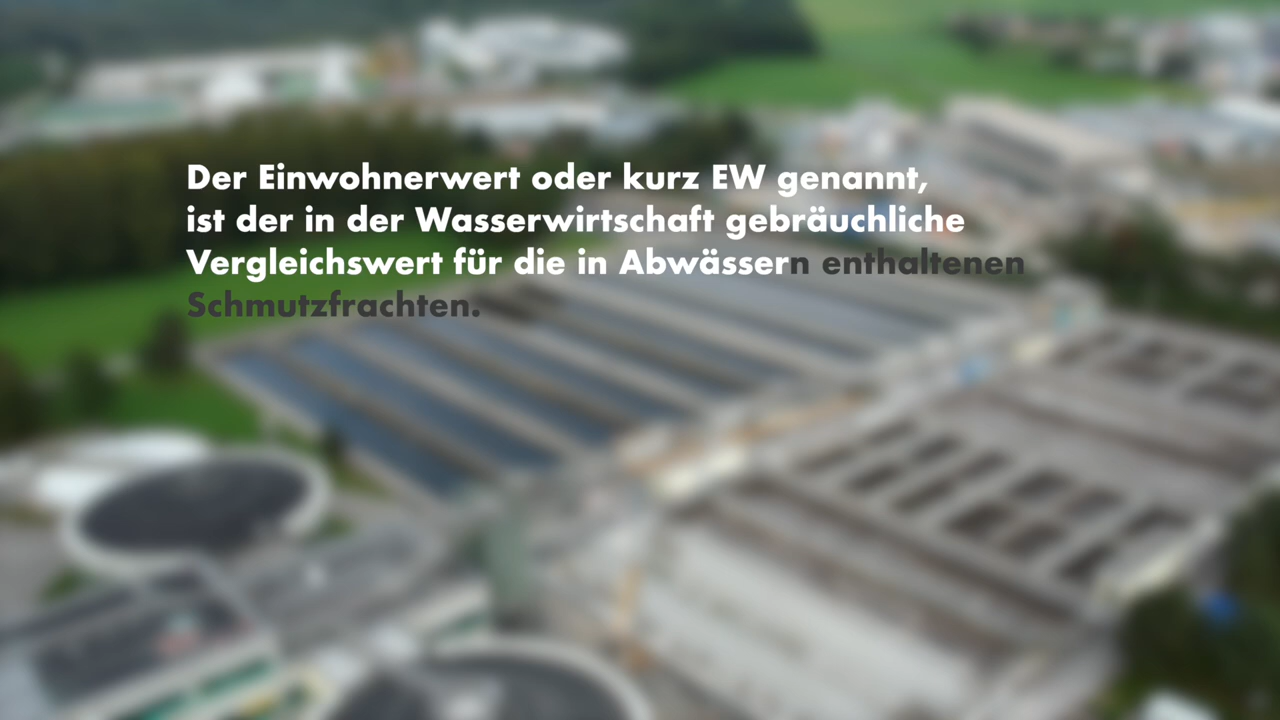 Der Einwohnerwert oder kurz EW genannt,
ist der in der Wasserwirtschaft gebräuchliche
Vergleichswert für die in Abwässern enthaltenen
Schmutzfrachten.